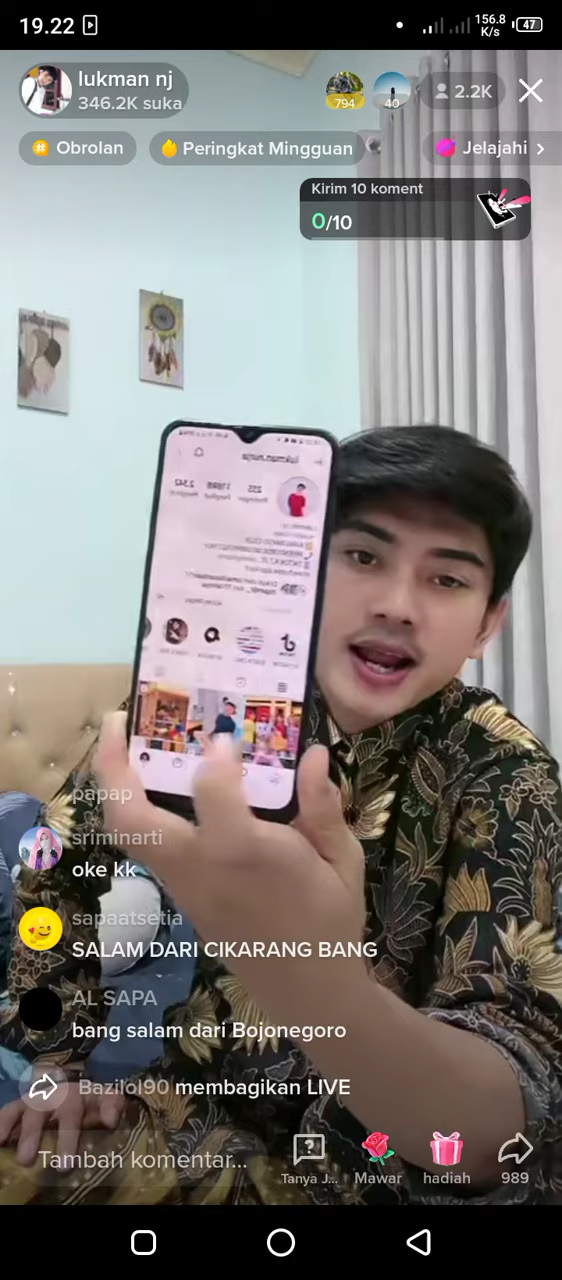 19.22
156.8
K/s
47
lukman nj
346.2K suka
794
40
2.2K
Obrolan
Peringkat Mingguan
Jelajahi
Kirim 10 koment
0/10
papap
sriminarti
oke kk
sapaatsetia
SALAM DARI CIKARANG BANG
AL SAPA
bang salam dari Bojonegoro
Bazilol90 membagikan LIVE
Tambah komentar...
Tanya J...
Mawar
hadiah
989